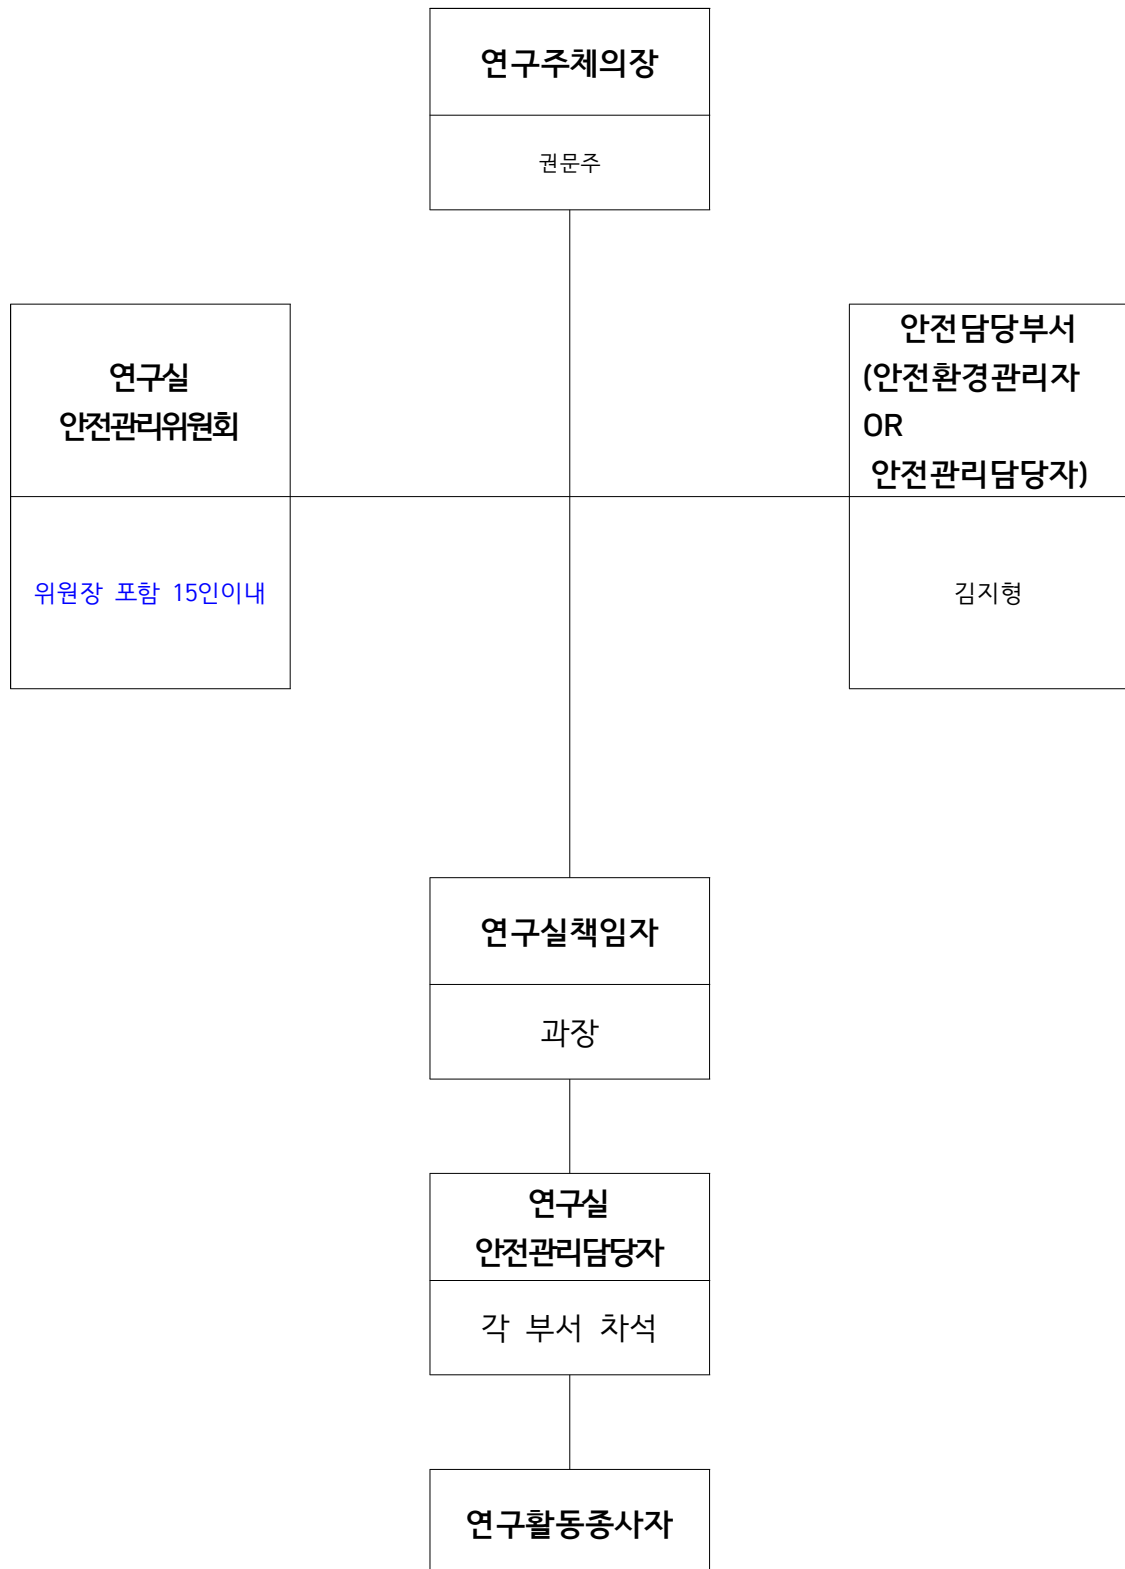 연구주체의장
권문주
연구실
안전관리위원회
위원장 포함 15인이내
안전담당부서
(안전환경관리자
OR
안전관리담당자)
김지형
연구실책임자
과장
연구실
안전관리담당자
각 부서 차석
연구활동종사자